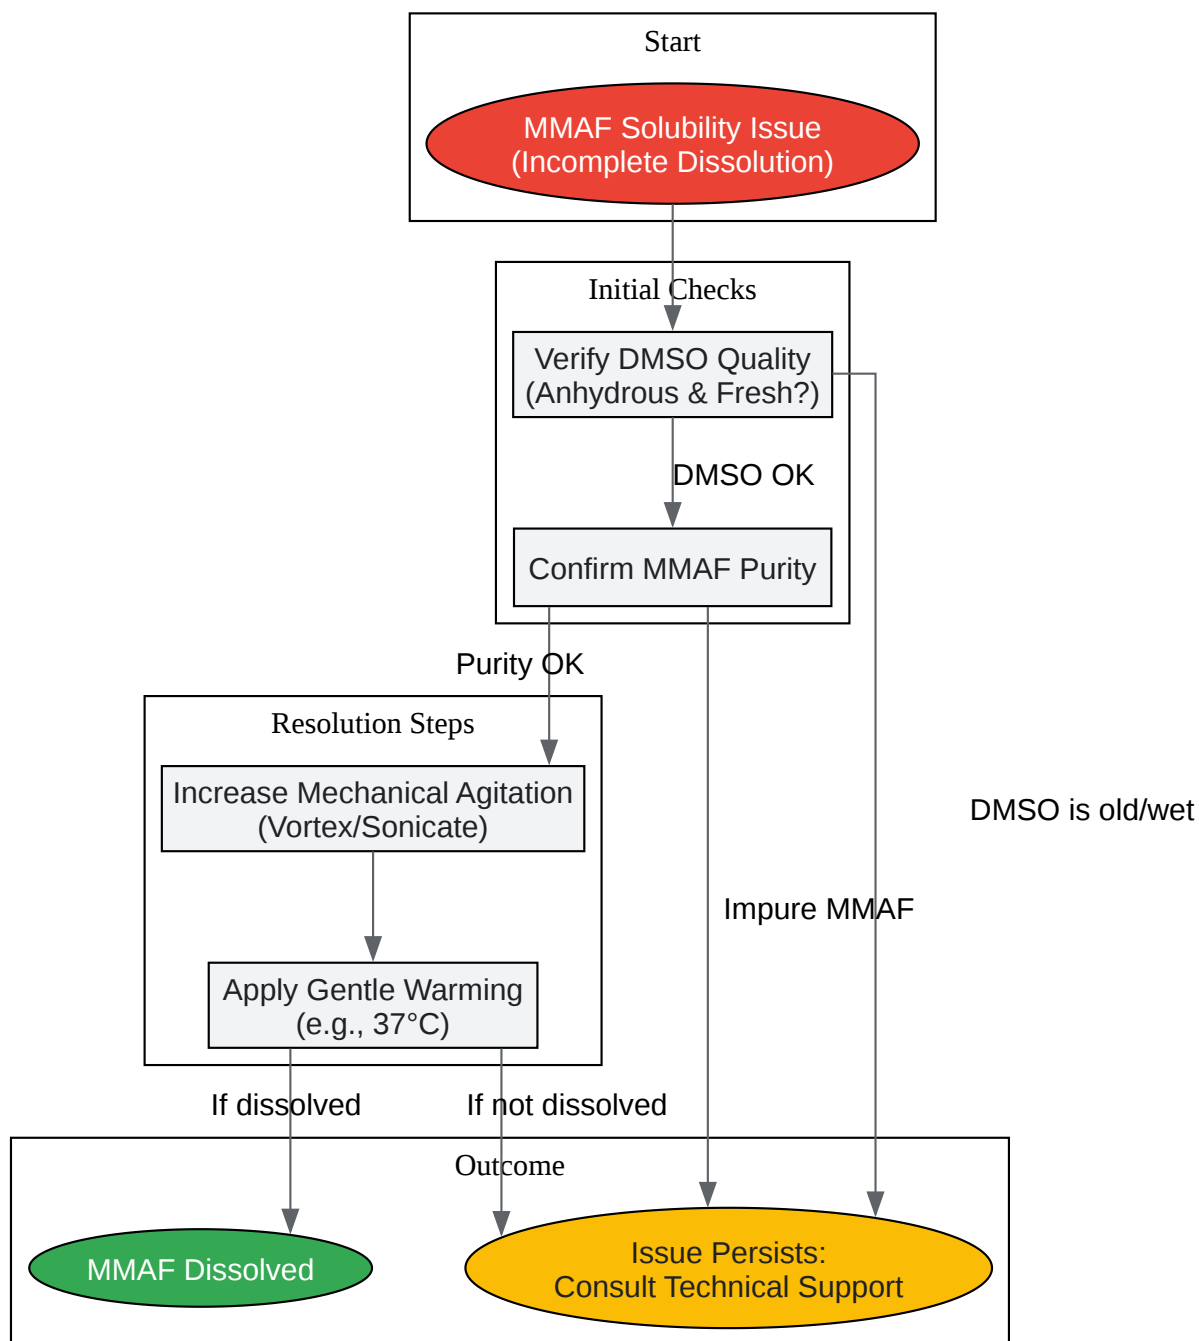 Start
MMAF Solubility Issue
(Incomplete Dissolution)
Initial Checks
Verify DMSO Quality
(Anhydrous & Fresh?)
DMSO OK
Confirm MMAF Purity
Purity OK
Resolution Steps
Increase Mechanical Agitation
(Vortex/Sonicate)
DMSO is old/wet
Impure MMAF
Apply Gentle Warming
(e.g., 37°C)
If dissolved
If not dissolved
Outcome
MMAF Dissolved
Issue Persists:
Consult Technical Support